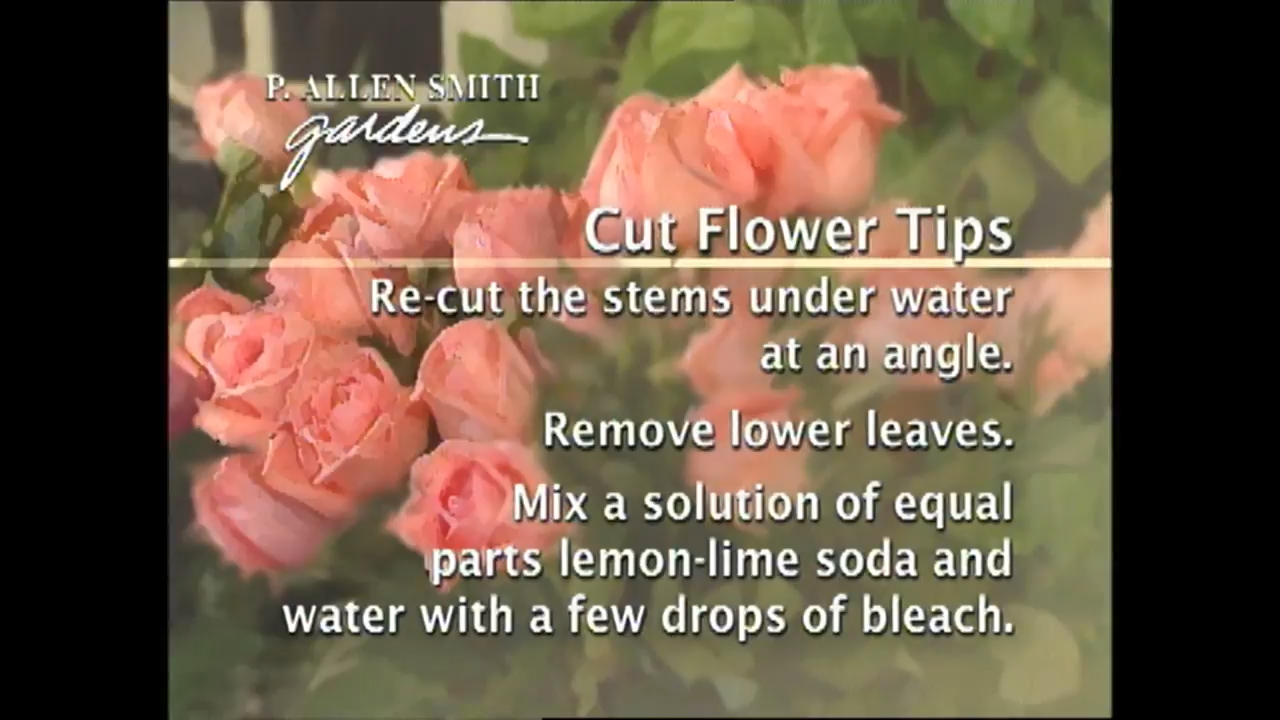 P. ALLEN SMITH
gardens
Cut Flower Tips
Re-cut the stems under water
at an angle.
Remove lower leaves.
Mix a solution of equal
parts lemon-lime soda and
water with a few drops of bleach.